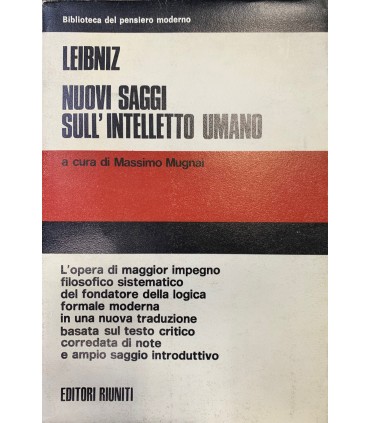 Biblioteca del pensiero moderno
LEIBNIZ
NUOVI SAGGI
SULL'INTELLETTO UMANO
a cura di Massimo Mugnai
L'opera di maggior impegno
filosofico sistematico
del fondatore della logica
formale moderna
in una nuova traduzione
basata sul testo critico
corredata di note
e ampio saggio introduttivo
EDITORI RIUNITI